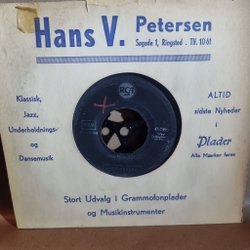 Hans V. Petersen
Søgade 1, Ringsted . Tlf. 10 61
Klassisk,
Jazz,
Underholdnings-
og
Dansemusik
ALTID
sidste Nyheder
i
Plader
Alle Mærker føres
RCA
Stort Udvalg i Grammofonplader
og Musikinstrumenter